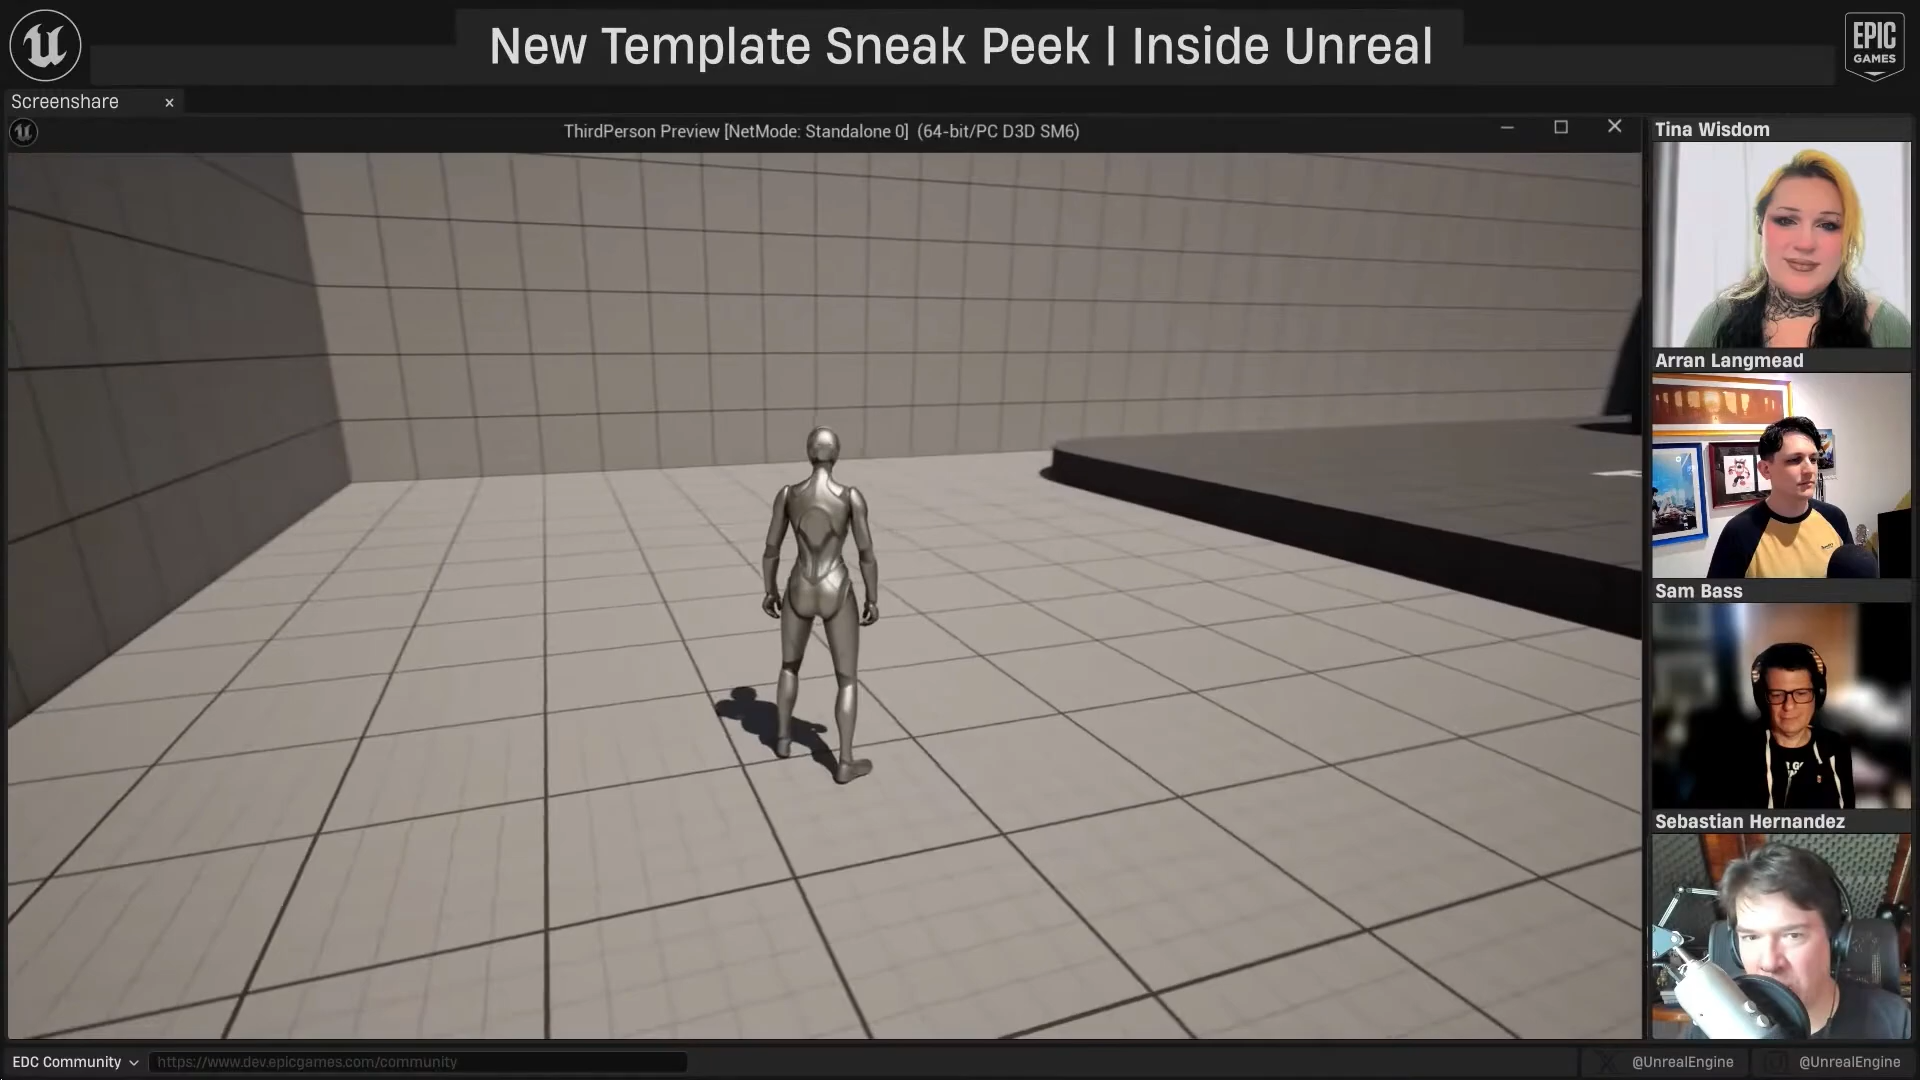 New Template Sneak Peek | Inside Unreal
EPIC
GAMES
Screenshare
ThirdPerson Preview [NetMode: Standalone 0] (64-bit/PC D3D SM6)
Tina Wisdom
Arran Langmead
Sam Bass
Sebastian Hernandez
EDC Community
https://www.dev.epicgames.com/community
@UnrealEngine
@UnrealEngine